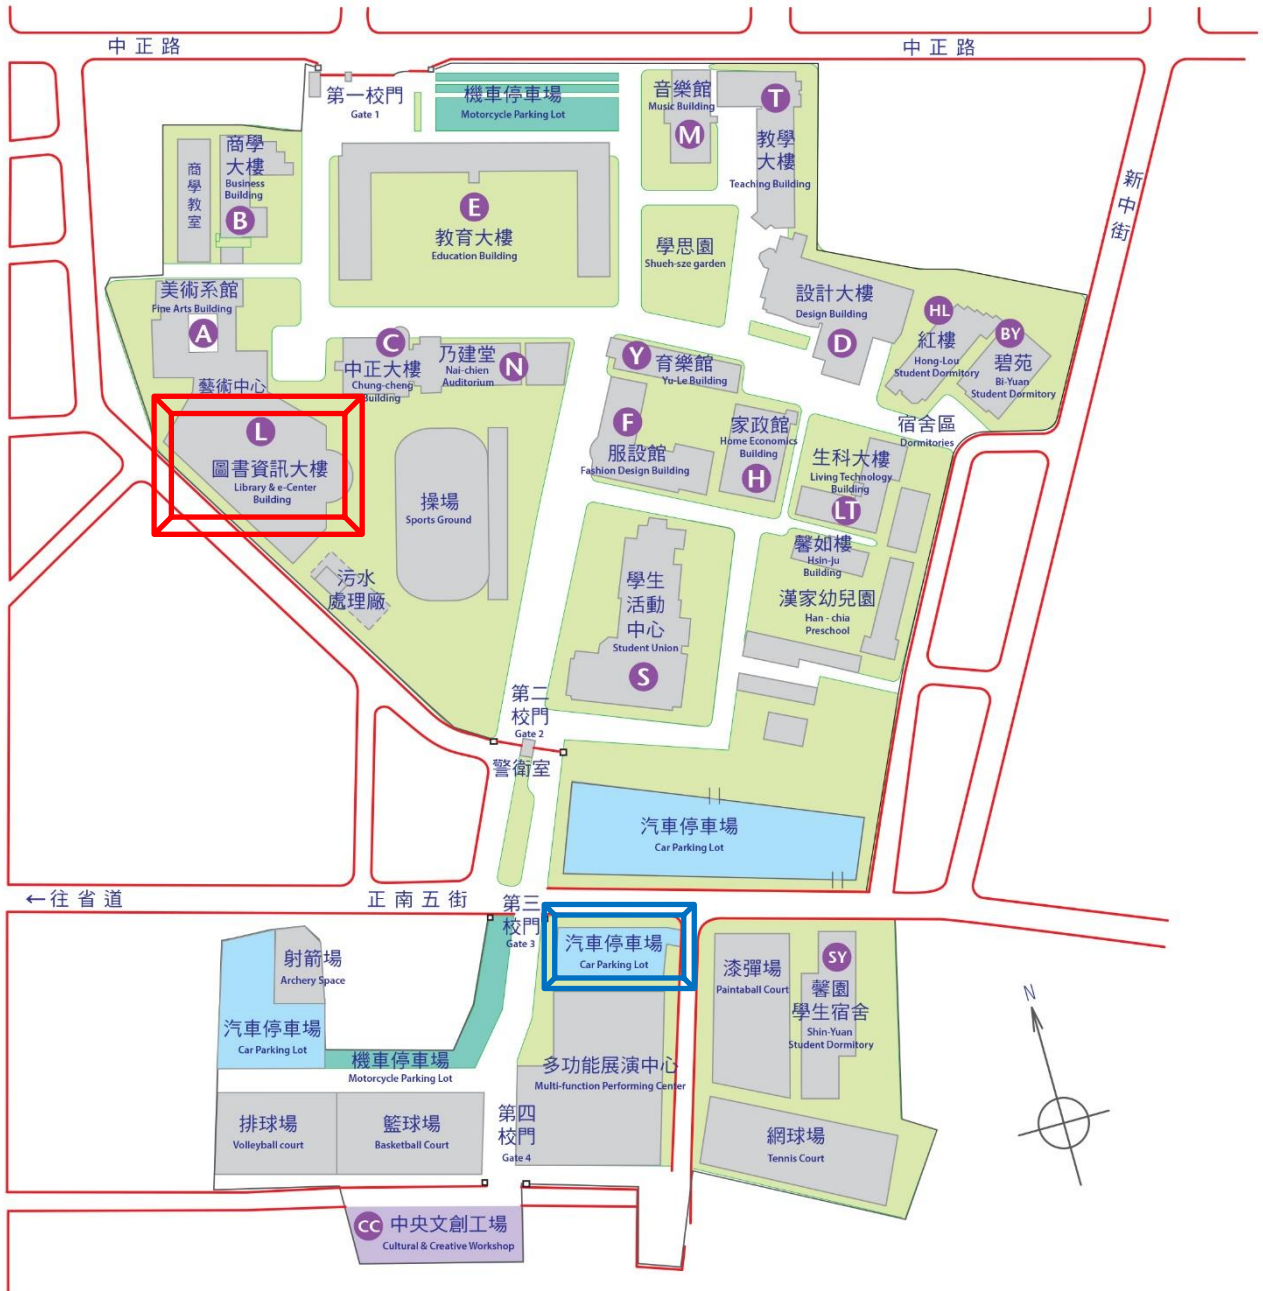 中正路
中正路
第一校門
Gate 1
機車停車場
Motorcycle Parking Lot
音樂館
Music Building
M
T
教學
大樓
Teaching Building
新中街
商學
大樓
Business
Building
B
商學教室
E
教育大樓
Education Building
學思園
Shueh-sze garden
設計大樓
Design Building
D
HL
紅樓
Hong-Lou
Student Dormitory
BY
碧苑
Bi-Yuan
Student Dormitory
美術系館
Fine Arts Building
A
C
中正大樓
Chung-cheng
Building
乃建堂
Nai-chien
Auditorium
N
Y
育樂館
Yu-Le Building
藝術中心
L
圖書資訊大樓
Library & e-Center
Building
操場
Sports Ground
F
服設館
Fashion Design Building
家政館
Home Economics
Building
H
宿舍區
Dormitories
生科大樓
Living Technology
Building
LT
馨如樓
Hsin-ju
Building
漢家幼兒園
Han - chia
Preschool
污水
處理廠
學生
活動
中心
Student Union
S
第二
校門
Gate 2
警衛室
汽車停車場
Car Parking Lot
←往省道
正南五街
第三
校門
Gate 3
汽車停車場
Car Parking Lot
射箭場
Archery Space
汽車停車場
Car Parking Lot
機車停車場
Motorcycle Parking Lot
漆彈場
Paintaball Court
SY
馨園
學生宿舍
Shin-Yuan
Student Dormitory
多功能展演中心
Multi-function Performing Center
排球場
Volleyball court
籃球場
Basketball Court
第四
校門
Gate 4
網球場
Tennis Court
N
CC
中央文創工場
Cultural & Creative Workshop